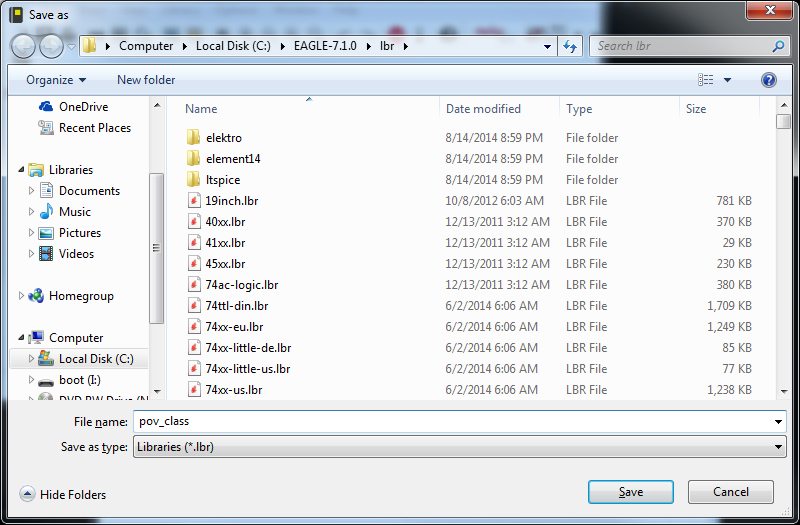 Save as
Computer Local Disk (C:) EAGLE-7.1.0 lbr
Search lbr
Organize New folder
OneDrive
Recent Places
Libraries
Documents
Music
Pictures
Videos
Homegroup
Computer
Local Disk (C:)
boot (I:)
DVD RW Drive (
Name Date modified Type Size
elektro 8/14/2014 8:59 PM File folder
element14 8/14/2014 8:59 PM File folder
ltspice 8/14/2014 8:59 PM File folder
19inch.lbr 10/8/2012 6:03 AM LBR File 781 KB
40xx.lbr 12/13/2011 3:12 AM LBR File 370 KB
41xx.lbr 12/13/2011 3:12 AM LBR File 29 KB
45xx.lbr 12/13/2011 3:12 AM LBR File 230 KB
74ac-logic.lbr 12/13/2011 3:12 AM LBR File 380 KB
74ttl-din.lbr 6/2/2014 6:06 AM LBR File 1,709 KB
74xx-eu.lbr 6/2/2014 6:06 AM LBR File 1,249 KB
74xx-little-de.lbr 6/2/2014 6:06 AM LBR File 85 KB
74xx-little-us.lbr 6/2/2014 6:06 AM LBR File 77 KB
74xx-us.lbr 6/2/2014 6:06 AM LBR File 1,238 KB
File name: pov_class
Save as type: Libraries (*.lbr)
Hide Folders Save Cancel